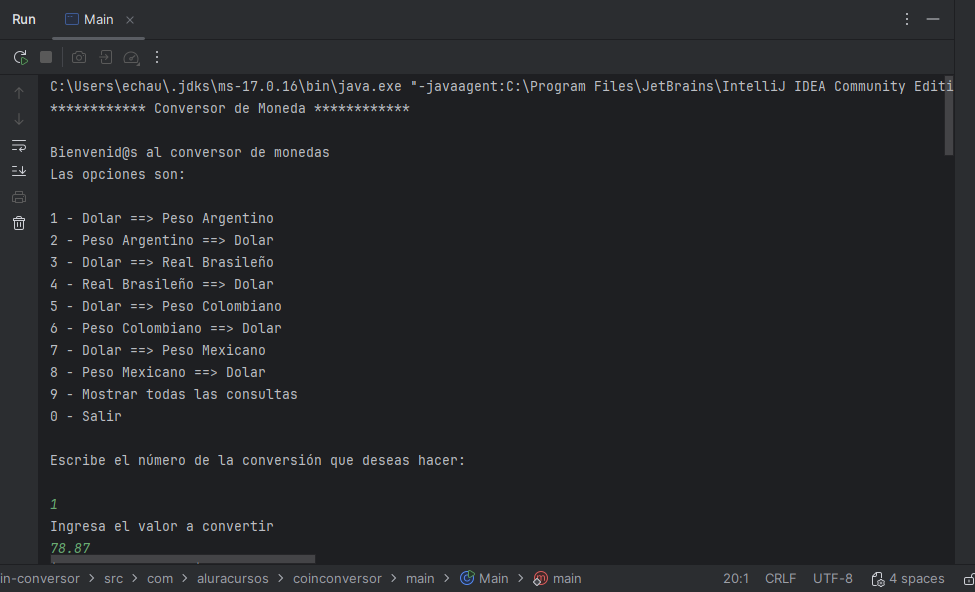 Run Main
C:\Users\echau\.jdks\ms-17.0.16\bin\java.exe "-javaagent:C:\Program Files\JetBrains\IntelliJ IDEA Community Editi
************ Conversor de Moneda ************
Bienvenid@s al conversor de monedas
Las opciones son:
1 - Dolar ==> Peso Argentino
2 - Peso Argentino ==> Dolar
3 - Dolar ==> Real Brasileño
4 - Real Brasileño ==> Dolar
5 - Dolar ==> Peso Colombiano
6 - Peso Colombiano ==> Dolar
7 - Dolar ==> Peso Mexicano
8 - Peso Mexicano ==> Dolar
9 - Mostrar todas las consultas
0 - Salir
Escribe el número de la conversión que deseas hacer:
1
Ingresa el valor a convertir
78.87
in-conversor > src > com > aluracursos > coinconversor > main > Main > main 20:1 CRLF UTF-8 4 spaces